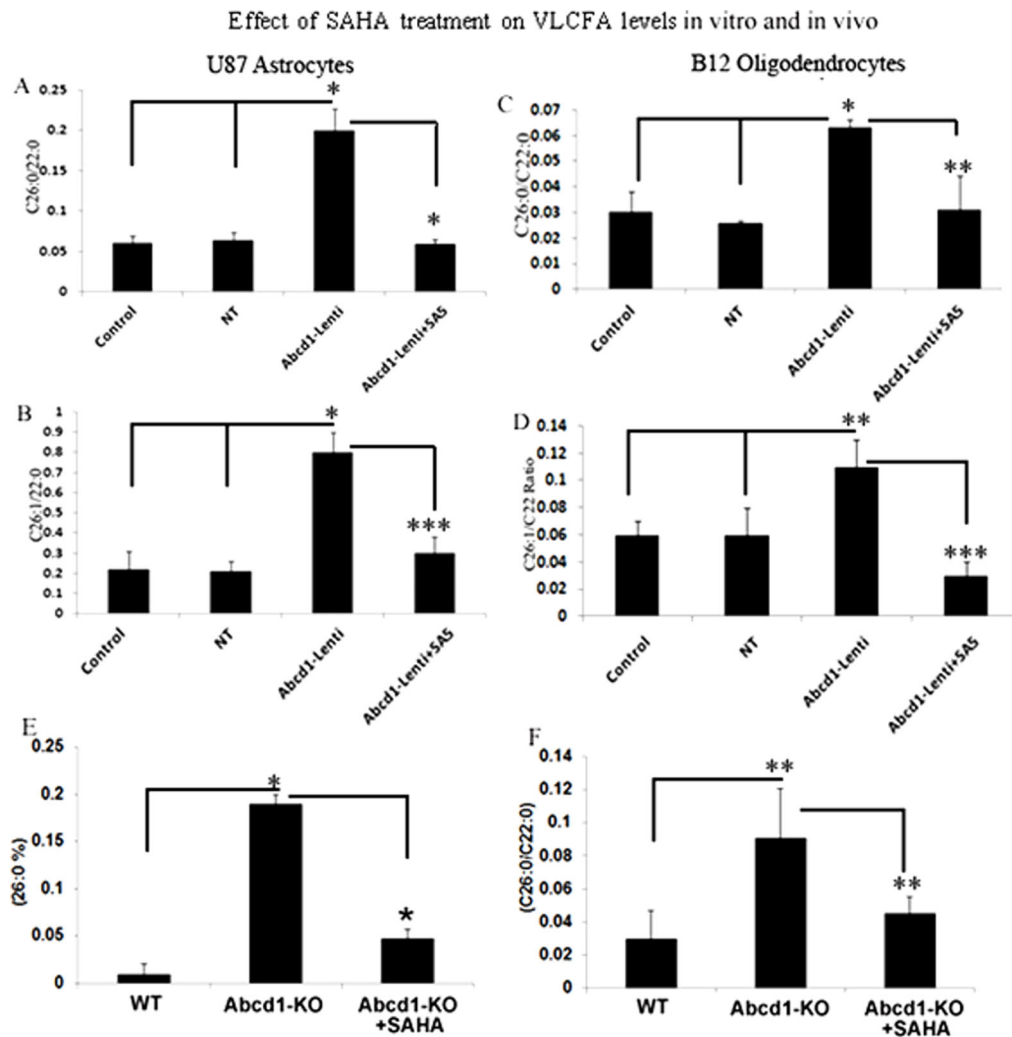 Effect of SAHA treatment on VLCFA levels in vitro and in vivo
U87 Astrocytes
B12 Oligodendrocytes
A
C26:0/22:0
0.25
0.2
0.15
0.1
0.05
0
*
*
Control
NT
Abcd1-Lenti
Abcd1-Lenti+SAS
C
C26:0/C22:0
0.07
0.06
0.05
0.04
0.03
0.02
0.01
0
*
**
Control
NT
Abcd1-Lenti
Abcd1-Lenti+SAS
B
C26:1/22:0
1
0.9
0.8
0.7
0.6
0.5
0.4
0.3
0.2
0.1
0
*
***
Control
NT
Abcd1-Lenti
Abcd1-Lenti+SAS
D
C26:1/C22 Ratio
0.14
0.12
0.1
0.08
0.06
0.04
0.02
0
**
***
Control
NT
Abcd1-Lenti
Abcd1-Lenti+SAS
E
(26:0 %)
0.25
0.2
0.15
0.1
0.05
0
*
*
WT
Abcd1-KO
Abcd1-KO
+SAHA
F
(C26:0/C22:0)
0.14
0.12
0.1
0.08
0.06
0.04
0.02
0
**
**
WT
Abcd1-KO
Abcd1-KO
+SAHA